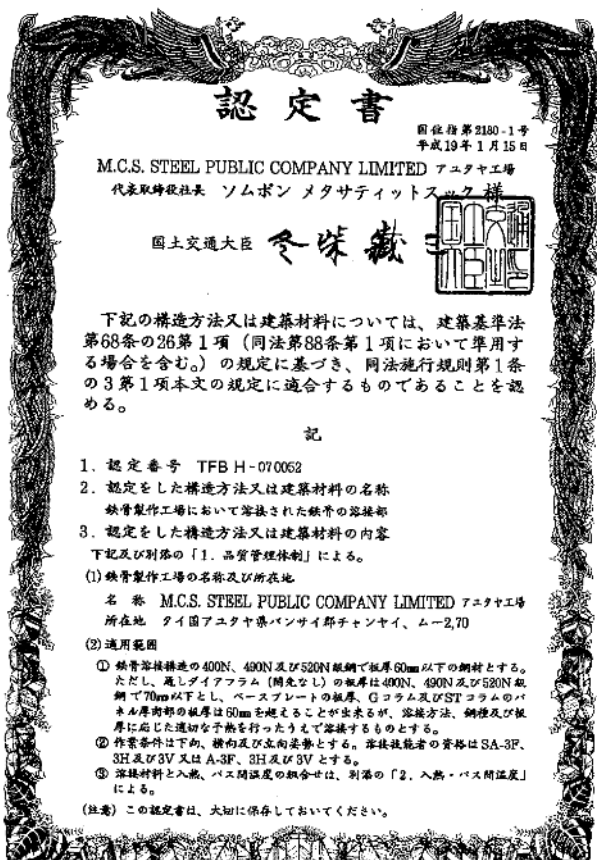 認定書
国住指第2180-1号
平成19年1月15日
M.C.S. STEEL PUBLIC COMPANY LIMITED アユタヤ工場
代表取締役社長 ソムポン メタサティットスック 様
国土交通大臣 冬柴 鐵三
下記の構造方法又は建築材料については、建築基準法
第68条の26第1項（同法第88条第1項において準用す
る場合を含む。）の規定に基づき、同法施行規則第1条
の3第1項本文の規定に適合するものであることを認
める。
記
1．認定番号 TFB H-070052
2．認定をした構造方法又は建築材料の名称
鉄骨製作工場において溶接された鉄骨の溶接部
3．認定をした構造方法又は建築材料の内容
下記及び別添の「1．品質管理体制」による。
(1) 鉄骨製作工場の名称及び所在地
名 称 M.C.S. STEEL PUBLIC COMPANY LIMITED アユタヤ工場
所在地 タイ国アユタヤ県バンサイ郡チャンヤイ、ムー2,70
(2) 適用範囲
① 鉄骨溶接構造の400N、490N及び520N級鋼で板厚60mm以下の鋼材とする。
ただし、通しダイアフラム（開先なし）の板厚は400N、490N及び520N級
鋼で70mm以下とし、ベースプレートの板厚、Gコラム及びSTコラムのパ
ネル厚肉部の板厚は60mmを超えることが出来るが、溶接方法、鋼種及び板
厚に応じた適切な予熱を行ったうえで溶接するものとする。
② 作業条件は下向、横向及び立向姿勢とする。溶接技能者の資格はSA-3F、
3H及び3V又はA-3F、3H及び3Vとする。
③ 溶接材料と入熱、パス間温度の組合せは、別添の「2．入熱・パス間温度」
による。
(注意) この認定書は、大切に保存しておいてください。